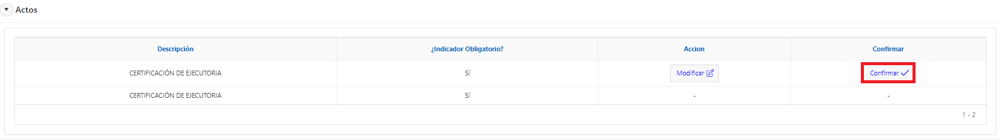 Actos
Descripción ¿Indicador Obligatorio? Accion Confirmar
CERTIFICACIÓN DE EJECUTORIA Sí Modificar Confirmar
CERTIFICACIÓN DE EJECUTORIA Sí - -
1 - 2